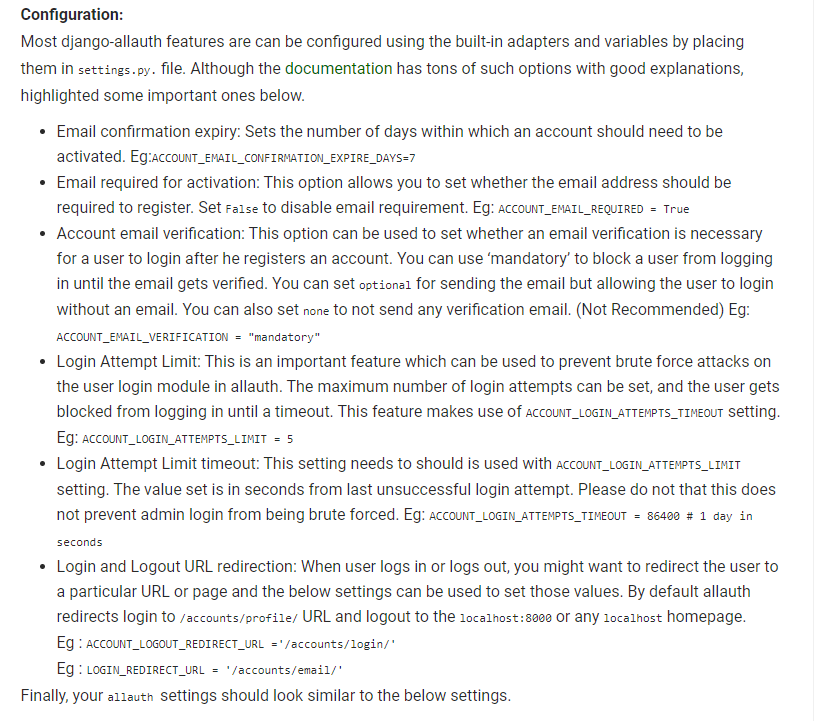 Configuration:
Most django-allauth features are can be configured using the built-in adapters and variables by placing
them in settings.py. file. Although the documentation has tons of such options with good explanations,
highlighted some important ones below.
• Email confirmation expiry: Sets the number of days within which an account should need to be
activated. Eg:ACCOUNT_EMAIL_CONFIRMATION_EXPIRE_DAYS=7
• Email required for activation: This option allows you to set whether the email address should be
required to register. Set False to disable email requirement. Eg: ACCOUNT_EMAIL_REQUIRED = True
• Account email verification: This option can be used to set whether an email verification is necessary
for a user to login after he registers an account. You can use ‘mandatory’ to block a user from logging
in until the email gets verified. You can set optional for sending the email but allowing the user to login
without an email. You can also set none to not send any verification email. (Not Recommended) Eg:
ACCOUNT_EMAIL_VERIFICATION = "mandatory"
• Login Attempt Limit: This is an important feature which can be used to prevent brute force attacks on
the user login module in allauth. The maximum number of login attempts can be set, and the user gets
blocked from logging in until a timeout. This feature makes use of ACCOUNT_LOGIN_ATTEMPTS_TIMEOUT setting.
Eg: ACCOUNT_LOGIN_ATTEMPTS_LIMIT = 5
• Login Attempt Limit timeout: This setting needs to should is used with ACCOUNT_LOGIN_ATTEMPTS_LIMIT
setting. The value set is in seconds from last unsuccessful login attempt. Please do not that this does
not prevent admin login from being brute forced. Eg: ACCOUNT_LOGIN_ATTEMPTS_TIMEOUT = 86400 # 1 day in
seconds
• Login and Logout URL redirection: When user logs in or logs out, you might want to redirect the user to
a particular URL or page and the below settings can be used to set those values. By default allauth
redirects login to /accounts/profile/ URL and logout to the localhost:8000 or any localhost homepage.
Eg : ACCOUNT_LOGOUT_REDIRECT_URL ='/accounts/login/'
Eg : LOGIN_REDIRECT_URL = '/accounts/email/'
Finally, your allauth settings should look similar to the below settings.